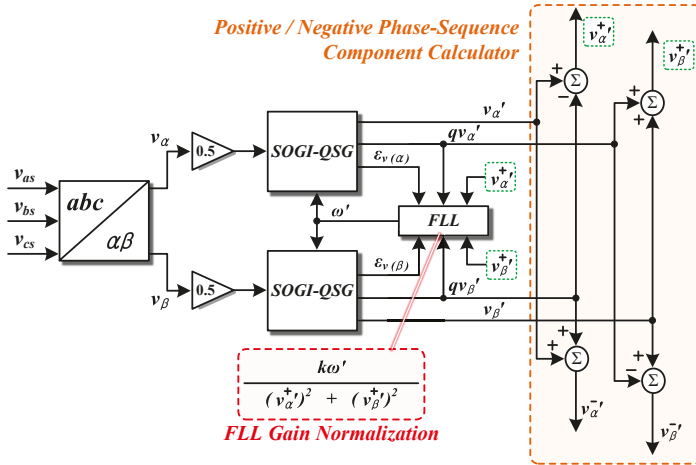 Positive / Negative Phase-Sequence
Component Calculator
v⁺α′
v⁺β′
+
−
Σ
+
+
Σ
vα′
qvα′
εv(α)
vα
0.5
SOGI-QSG
v⁺α′
vas
vbs
vcs
abc
αβ
ω′
FLL
v⁺β′
εv(β)
vβ
0.5
SOGI-QSG
qvβ′
vβ′
+
+
Σ
+
−
Σ
kω′
(v⁺α′)² + (v⁺β′)²
v⁻α′
v⁻β′
FLL Gain Normalization